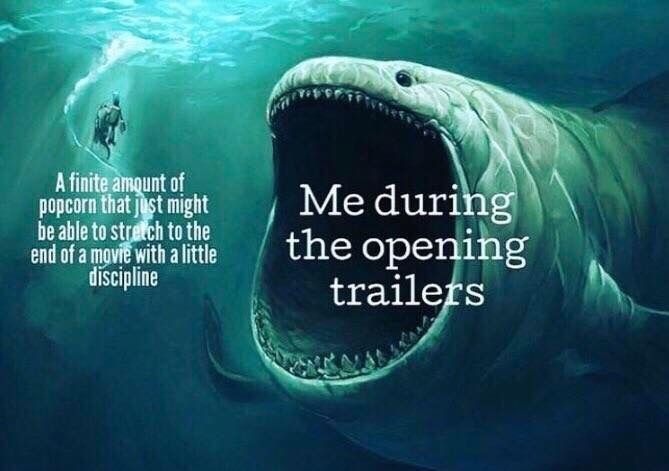 A finite amount of
popcorn that just might
be able to stretch to the
end of a movie with a little
discipline
Me during
the opening
trailers